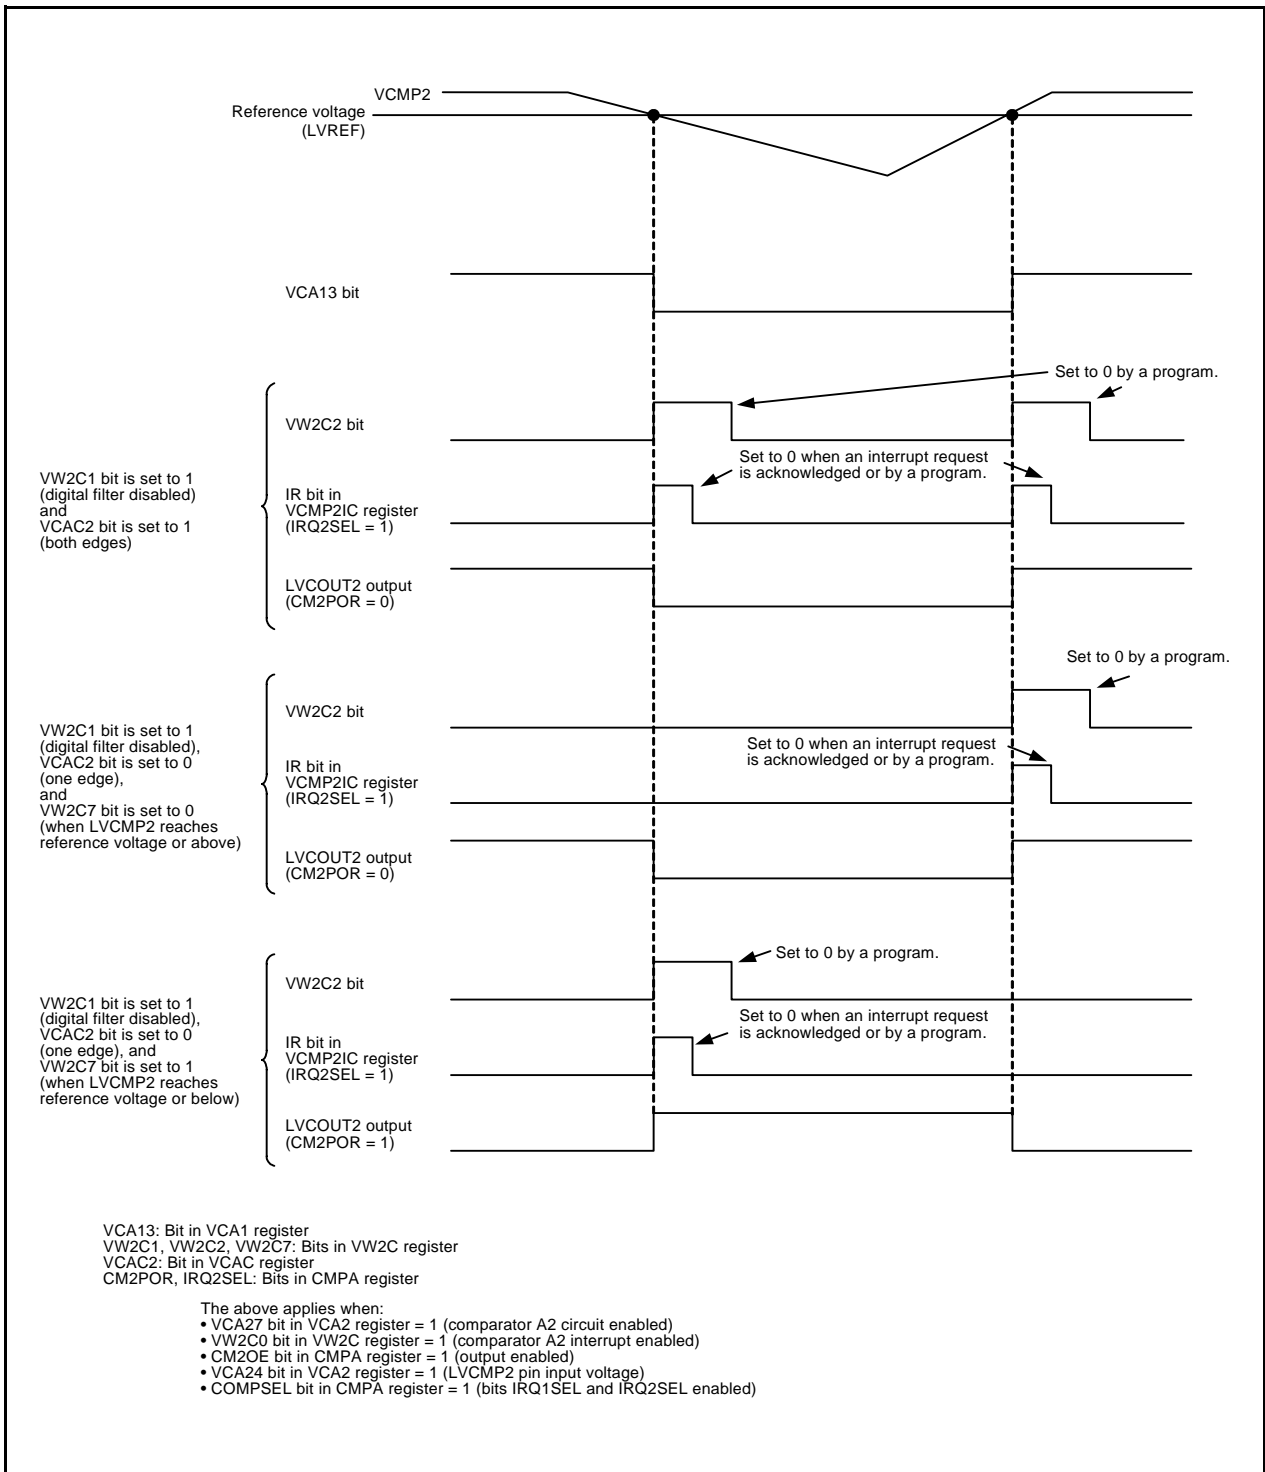 VCMP2
Reference voltage
(LVREF)
VCA13 bit
Set to 0 by a program.
VW2C2 bit
Set to 0 when an interrupt request
is acknowledged or by a program.
VW2C1 bit is set to 1
(digital filter disabled)
and
VCAC2 bit is set to 1
(both edges)
IR bit in
VCMP2IC register
(IRQ2SEL = 1)
LVCOUT2 output
(CM2POR = 0)
Set to 0 by a program.
VW2C2 bit
VW2C1 bit is set to 1
(digital filter disabled),
VCAC2 bit is set to 0
(one edge),
and
VW2C7 bit is set to 0
(when LVCMP2 reaches
reference voltage or above)
Set to 0 when an interrupt request
is acknowledged or by a program.
IR bit in
VCMP2IC register
(IRQ2SEL = 1)
LVCOUT2 output
(CM2POR = 0)
Set to 0 by a program.
VW2C2 bit
VW2C1 bit is set to 1
(digital filter disabled),
VCAC2 bit is set to 0
(one edge), and
VW2C7 bit is set to 1
(when LVCMP2 reaches
reference voltage or below)
Set to 0 when an interrupt request
is acknowledged or by a program.
IR bit in
VCMP2IC register
(IRQ2SEL = 1)
LVCOUT2 output
(CM2POR = 1)
VCA13: Bit in VCA1 register
VW2C1, VW2C2, VW2C7: Bits in VW2C register
VCAC2: Bit in VCAC register
CM2POR, IRQ2SEL: Bits in CMPA register
The above applies when:
• VCA27 bit in VCA2 register = 1 (comparator A2 circuit enabled)
• VW2C0 bit in VW2C register = 1 (comparator A2 interrupt enabled)
• CM2OE bit in CMPA register = 1 (output enabled)
• VCA24 bit in VCA2 register = 1 (LVCMP2 pin input voltage)
• COMPSEL bit in CMPA register = 1 (bits IRQ1SEL and IRQ2SEL enabled)